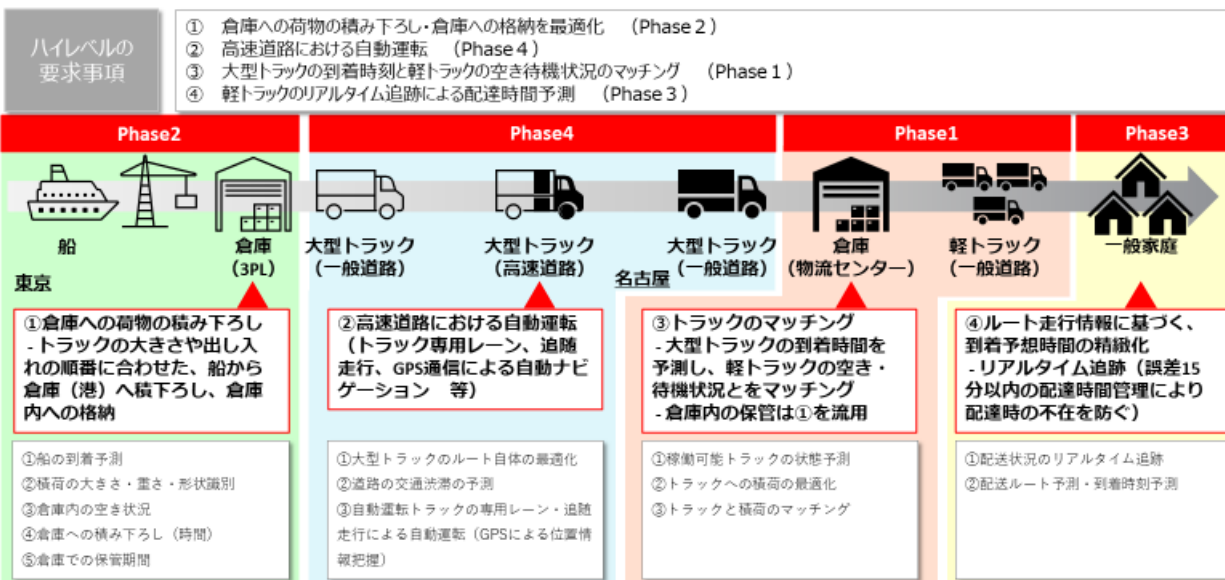 ハイレベルの
要求事項
① 倉庫への荷物の積み下ろし・倉庫への格納を最適化 （Phase２）
② 高速道路における自動運転 （Phase４）
③ 大型トラックの到着時刻と軽トラックの空き待機状況のマッチング （Phase１）
④ 軽トラックのリアルタイム追跡による配達時間予測 （Phase３）
Phase2
Phase4
Phase1
Phase3
船
倉庫
（3PL）
大型トラック
（一般道路）
大型トラック
（高速道路）
大型トラック
（一般道路）
倉庫
（物流センター）
軽トラック
（一般道路）
一般家庭
東京
名古屋
①倉庫への荷物の積み下ろし
- トラックの大きさや出し入
れの順番に合わせた、船から
倉庫（港）へ積下ろし、倉庫
内への格納
②高速道路における自動運転
（トラック専用レーン、追随
走行、GPS通信による自動ナビ
ゲーション 等）
③トラックのマッチング
- 大型トラックの到着時間を
予測し、軽トラックの空き・
待機状況とをマッチング
- 倉庫内の保管は①を流用
④ルート走行情報に基づく、
到着予想時間の精緻化
- リアルタイム追跡（誤差15
分以内の配達時間管理により
配達時の不在を防ぐ）
①船の到着予測
②積荷の大きさ・重さ・形状識別
③倉庫内の空き状況
④倉庫への積み下ろし（時間）
⑤倉庫での保管期間
①大型トラックのルート自体の最適化
②道路の交通渋滞の予測
③自動運転トラックの専用レーン・追随
走行による自動運転（GPSによる位置情
報把握）
①稼働可能トラックの状態予測
②トラックへの積荷の最適化
③トラックと積荷のマッチング
①配送状況のリアルタイム追跡
②配送ルート予測・到着時刻予測